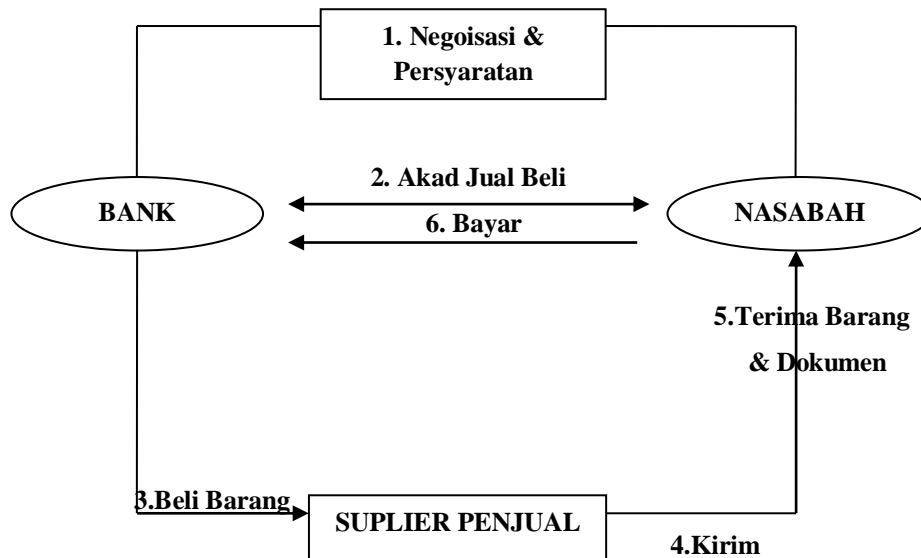 1. Negoisasi &
Persyaratan
2. Akad Jual Beli
BANK
NASABAH
6. Bayar
5.Terima Barang
& Dokumen
3.Beli Barang
SUPLIER PENJUAL
4.Kirim